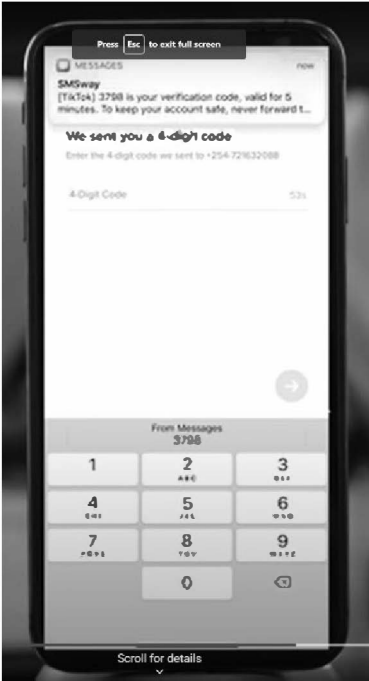 Press Esc to exit full screen
MESSAGES now
SMSway
[TikTok] 3798 is your verification code, valid for 5
minutes. To keep your account safe, never forward t...
We sent you a 4-digit code
Enter the 4-digit code we sent to +254-721632088
4-Digit Code 53s
From Messages
3798
1 2 3
ABC DEF
4 5 6
GHI JKL MNO
7 8 9
PQRS TUV WXYZ
0
Scroll for details